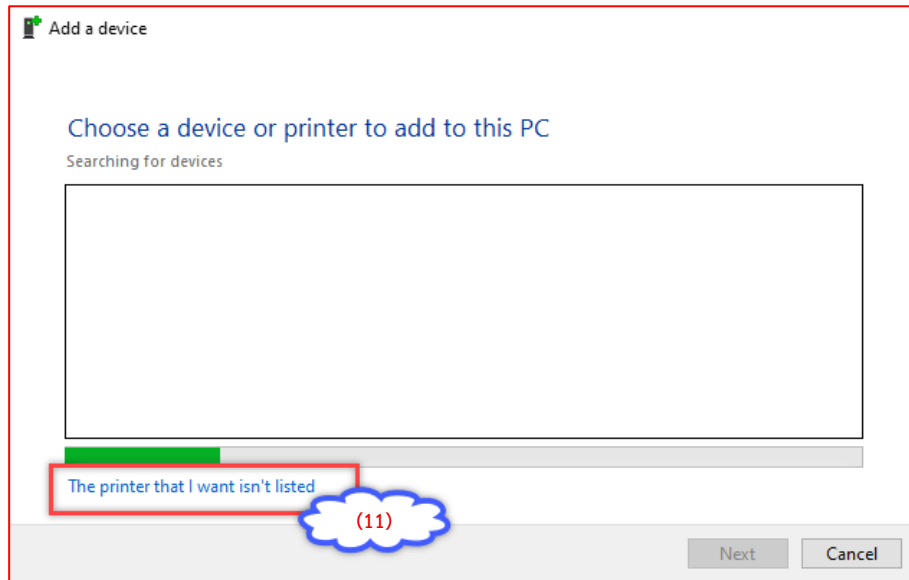 Add a device
Choose a device or printer to add to this PC
Searching for devices
The printer that I want isn't listed
(11)
Next
Cancel